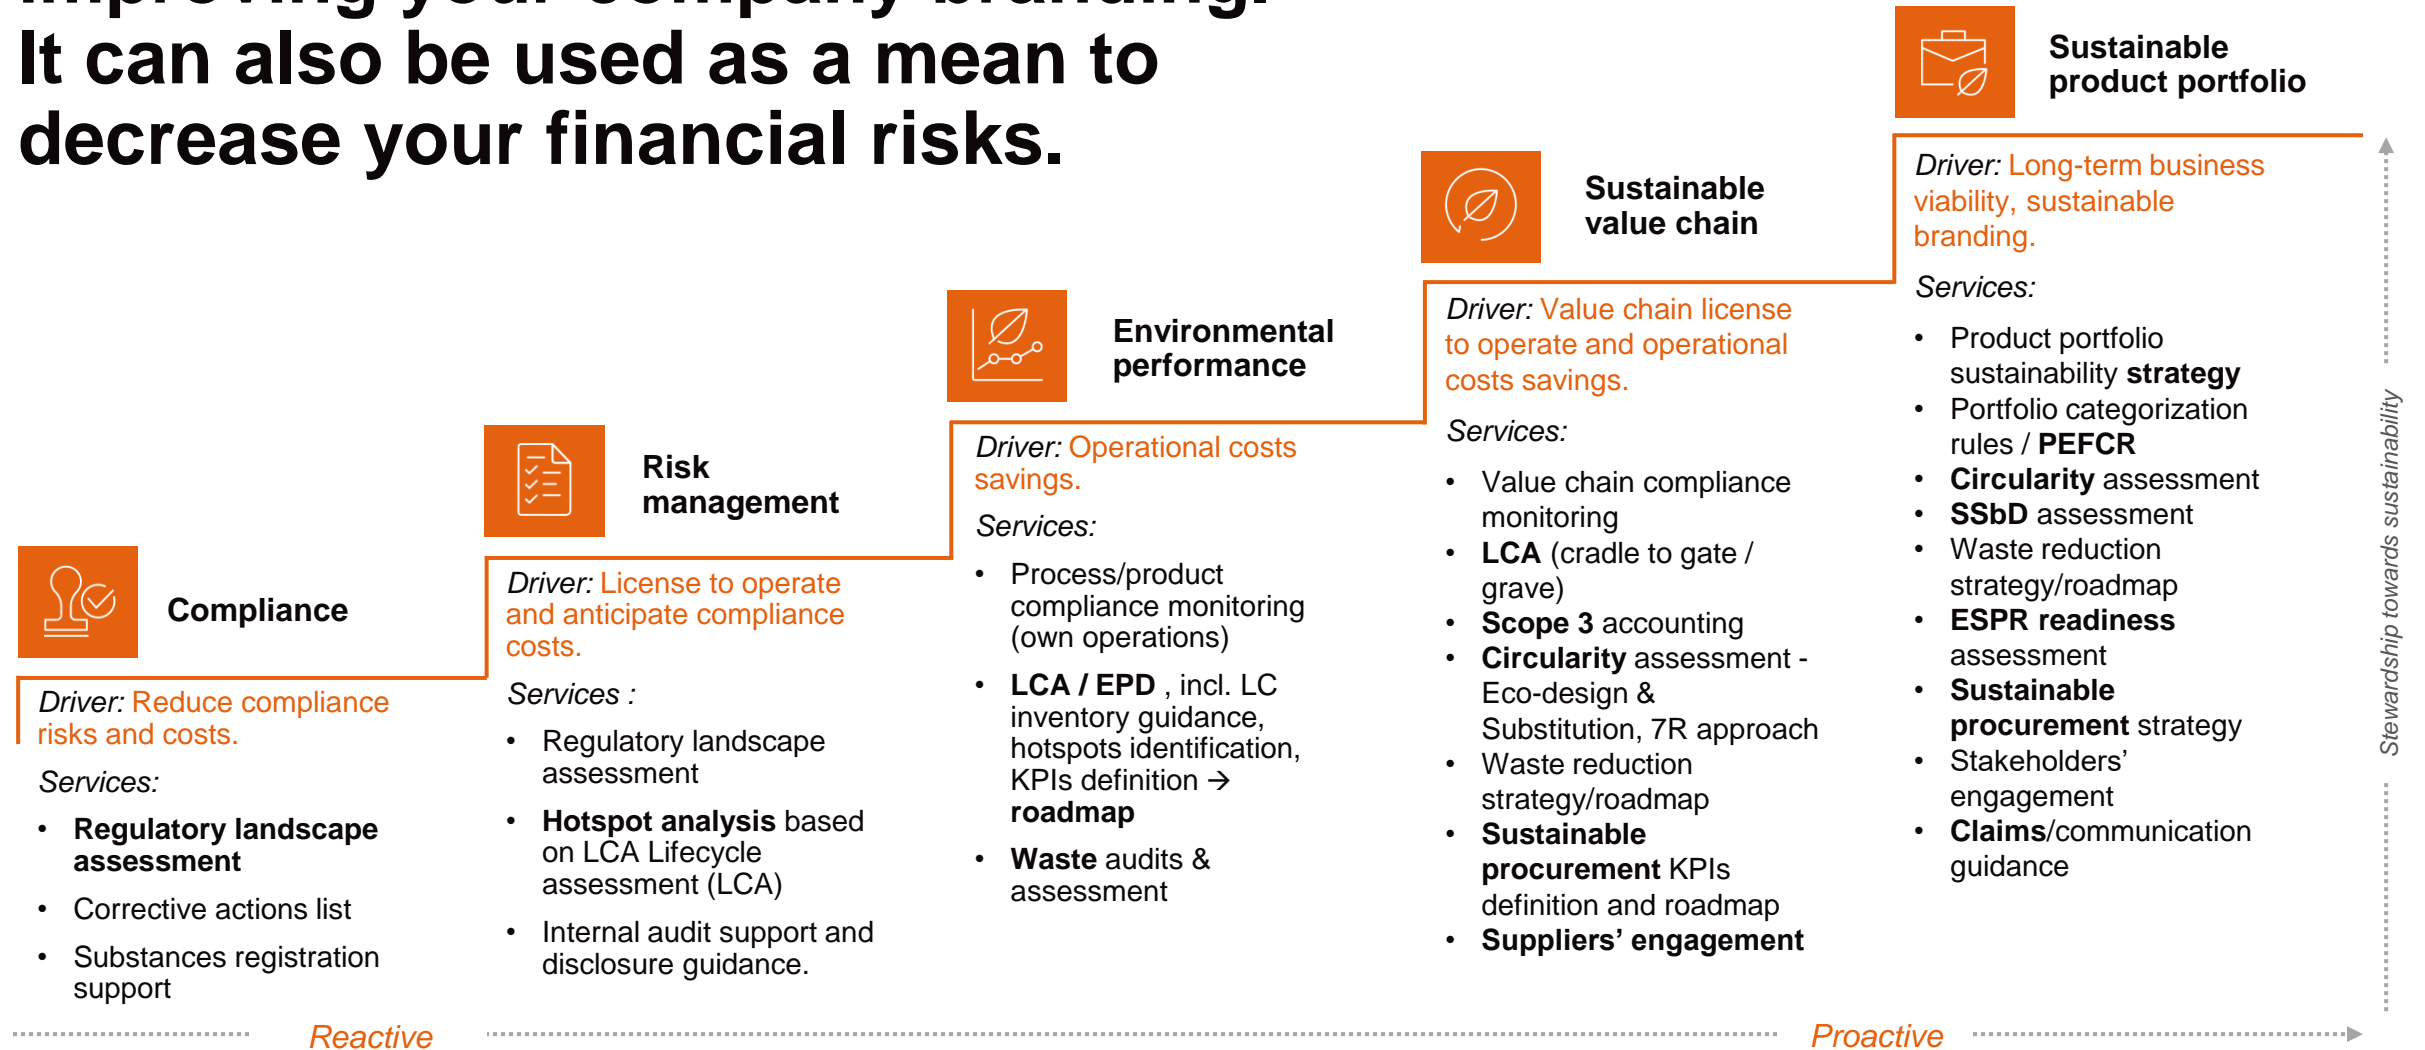 improving your company branding.
It can also be used as a mean to
decrease your financial risks.
Compliance
Driver: Reduce compliance
risks and costs.
Services:
• Regulatory landscape
assessment
• Corrective actions list
• Substances registration
support
Risk
management
Driver: License to operate
and anticipate compliance
costs.
Services :
• Regulatory landscape
assessment
• Hotspot analysis based
on LCA Lifecycle
assessment (LCA)
• Internal audit support and
disclosure guidance.
Environmental
performance
Driver: Operational costs
savings.
Services:
• Process/product
compliance monitoring
(own operations)
• LCA / EPD , incl. LC
inventory guidance,
hotspots identification,
KPIs definition →
roadmap
• Waste audits &
assessment
Sustainable
value chain
Driver: Value chain license
to operate and operational
costs savings.
Services:
• Value chain compliance
monitoring
• LCA (cradle to gate /
grave)
• Scope 3 accounting
• Circularity assessment -
Eco-design &
Substitution, 7R approach
• Waste reduction
strategy/roadmap
• Sustainable
procurement KPIs
definition and roadmap
• Suppliers’ engagement
Sustainable
product portfolio
Driver: Long-term business
viability, sustainable
branding.
Services:
• Product portfolio
sustainability strategy
• Portfolio categorization
rules / PEFCR
• Circularity assessment
• SSbD assessment
• Waste reduction
strategy/roadmap
• ESPR readiness
assessment
• Sustainable
procurement strategy
• Stakeholders’
engagement
• Claims/communication
guidance
Stewardship towards sustainability
Reactive
Proactive